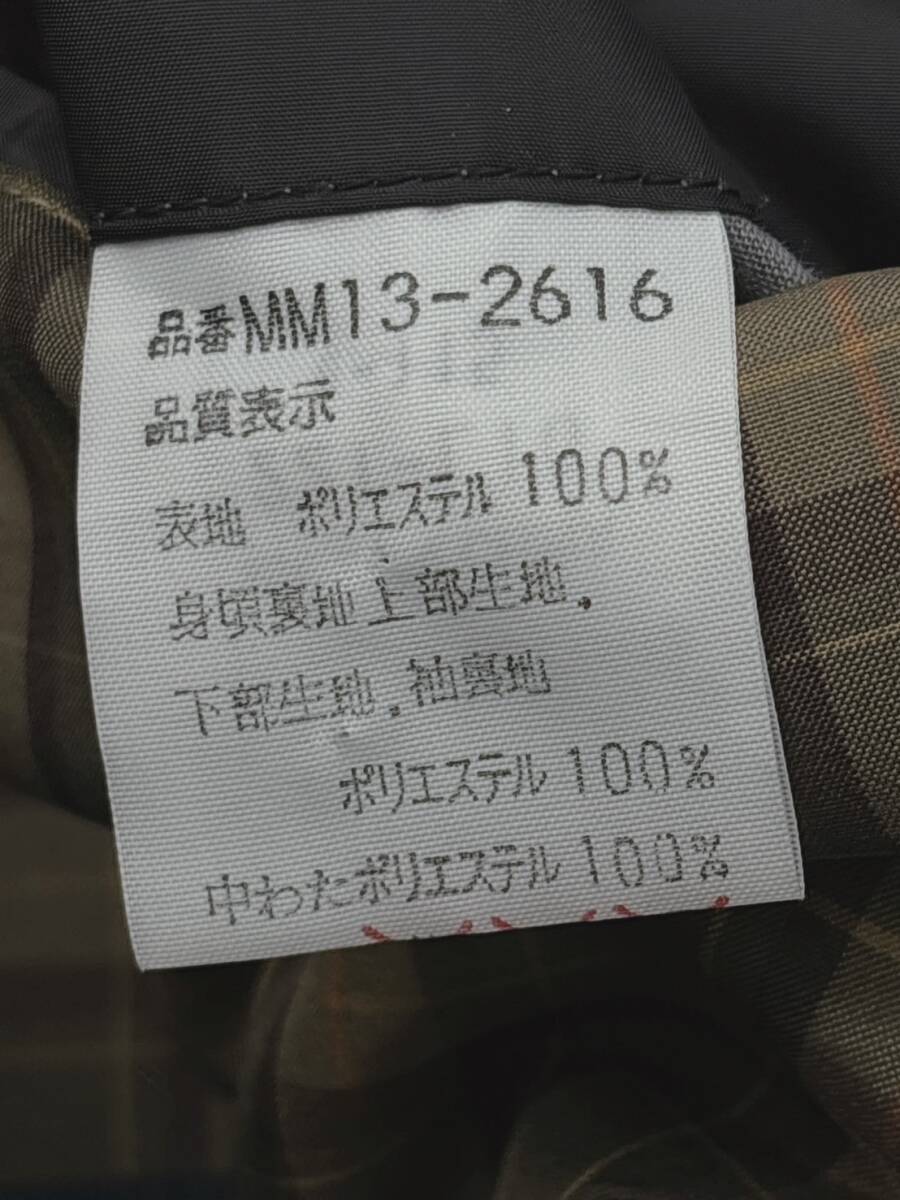 品番MM13-2616
品質表示
表地 ポリエステル 100%
身頃裏地上部生地.
下部生地.袖裏地
ポリエステル 100%
中わたポリエステル 100%